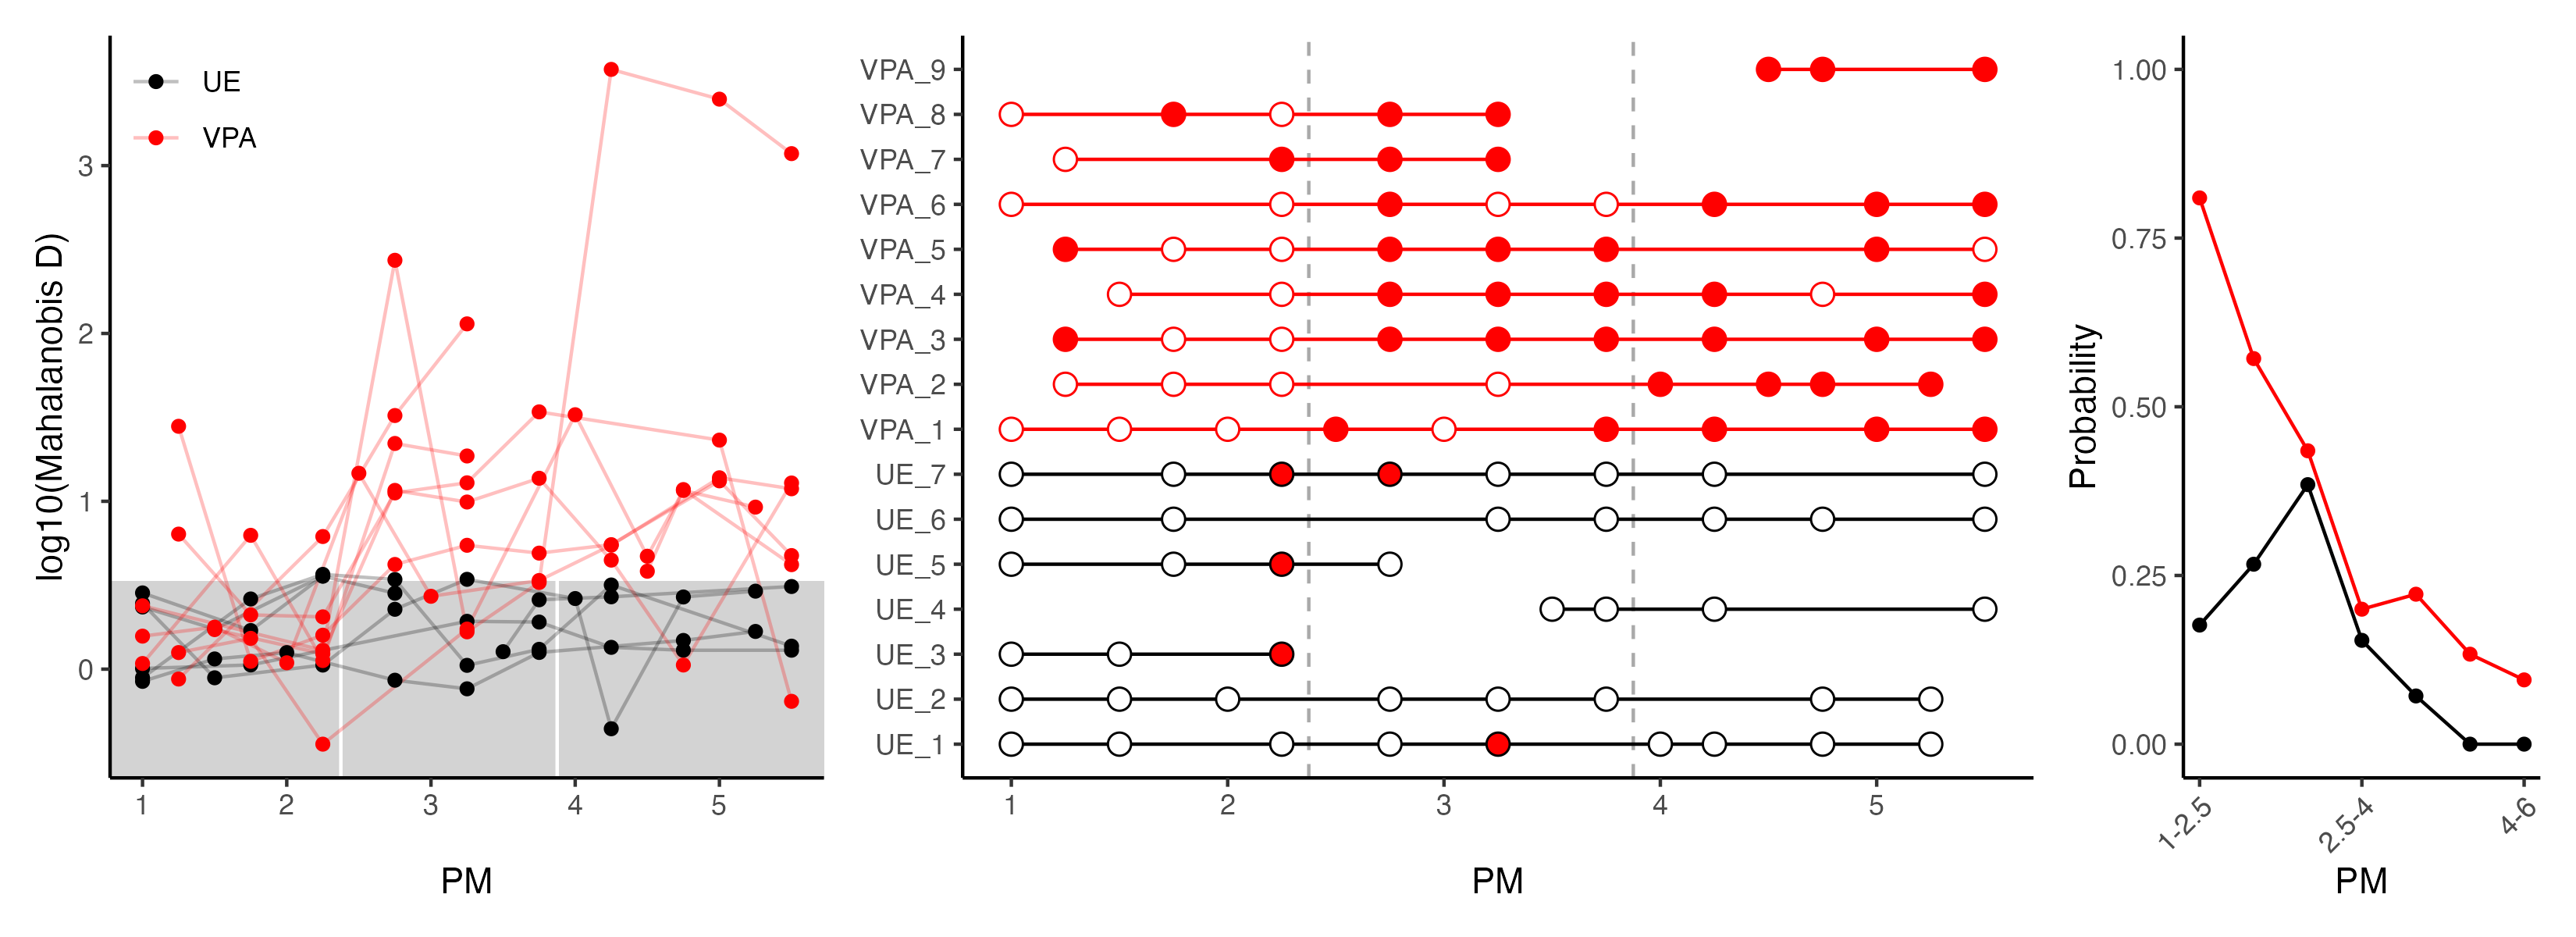 log10(Mahalanobis D)
UE
VPA
3
2
1
0
1 2 3 4 5
PM
VPA_9
VPA_8
VPA_7
VPA_6
VPA_5
VPA_4
VPA_3
VPA_2
VPA_1
UE_7
UE_6
UE_5
UE_4
UE_3
UE_2
UE_1
1 2 3 4 5
PM
Probability
1.00
0.75
0.50
0.25
0.00
1-2.5 2.5-4 4-6
PM